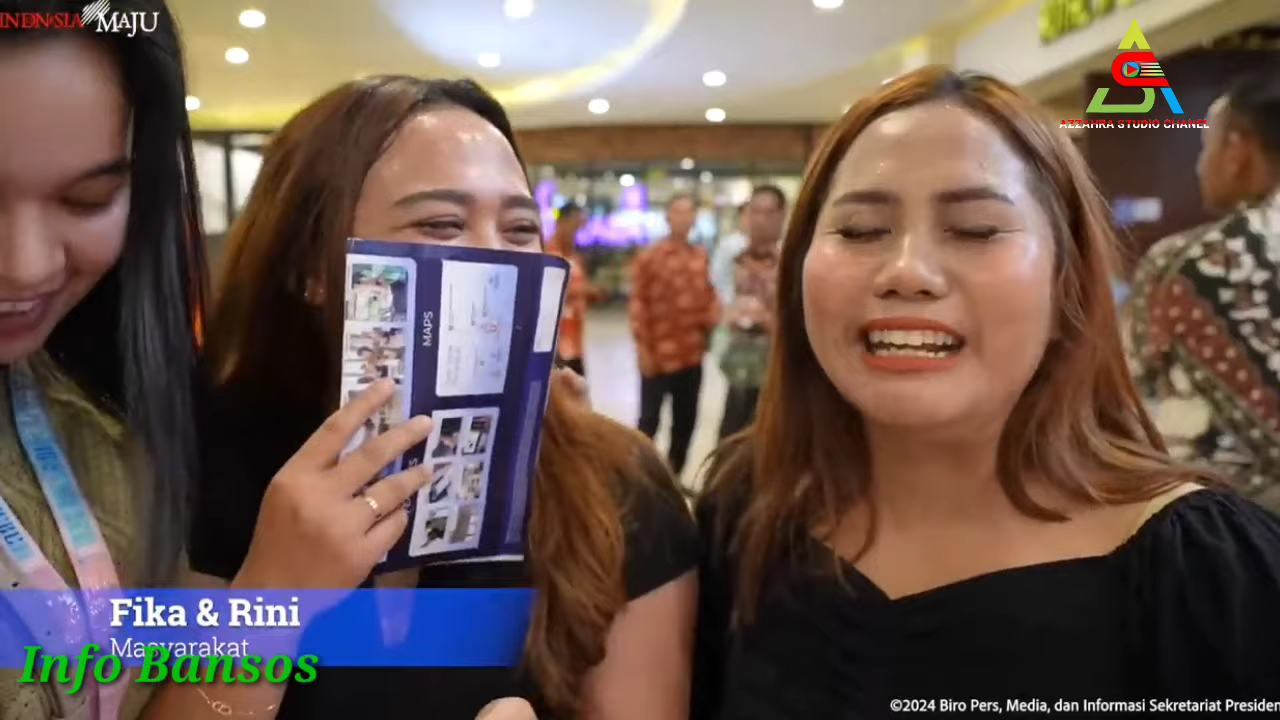 INDONESIA MAJU
AZZAHRA STUDIO CHANEL
MAPS
Fika & Rini
Masyarakat
Info Bansos
©2024 Biro Pers, Media, dan Informasi Sekretariat Presiden